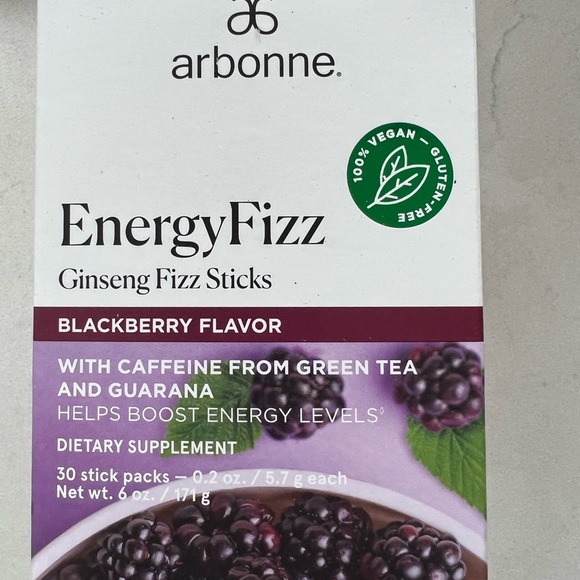 arbonne®
100% VEGAN — GLUTEN-FREE
EnergyFizz
Ginseng Fizz Sticks
BLACKBERRY FLAVOR
WITH CAFFEINE FROM GREEN TEA
AND GUARANA
HELPS BOOST ENERGY LEVELS◊
DIETARY SUPPLEMENT
30 stick packs — 0.2 oz. / 5.7 g each
Net wt. 6 oz. / 171 g